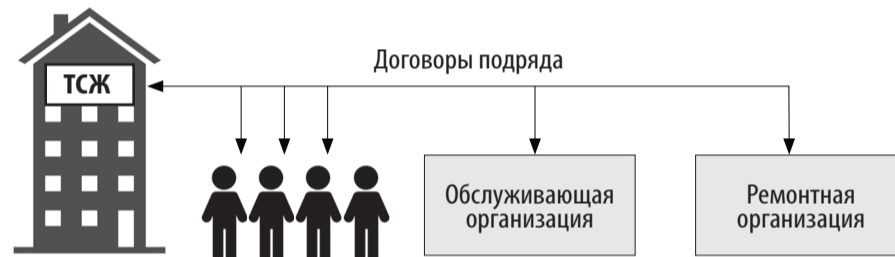 Договоры подряда
ТСЖ
Обслуживающая
организация
Ремонтная
организация